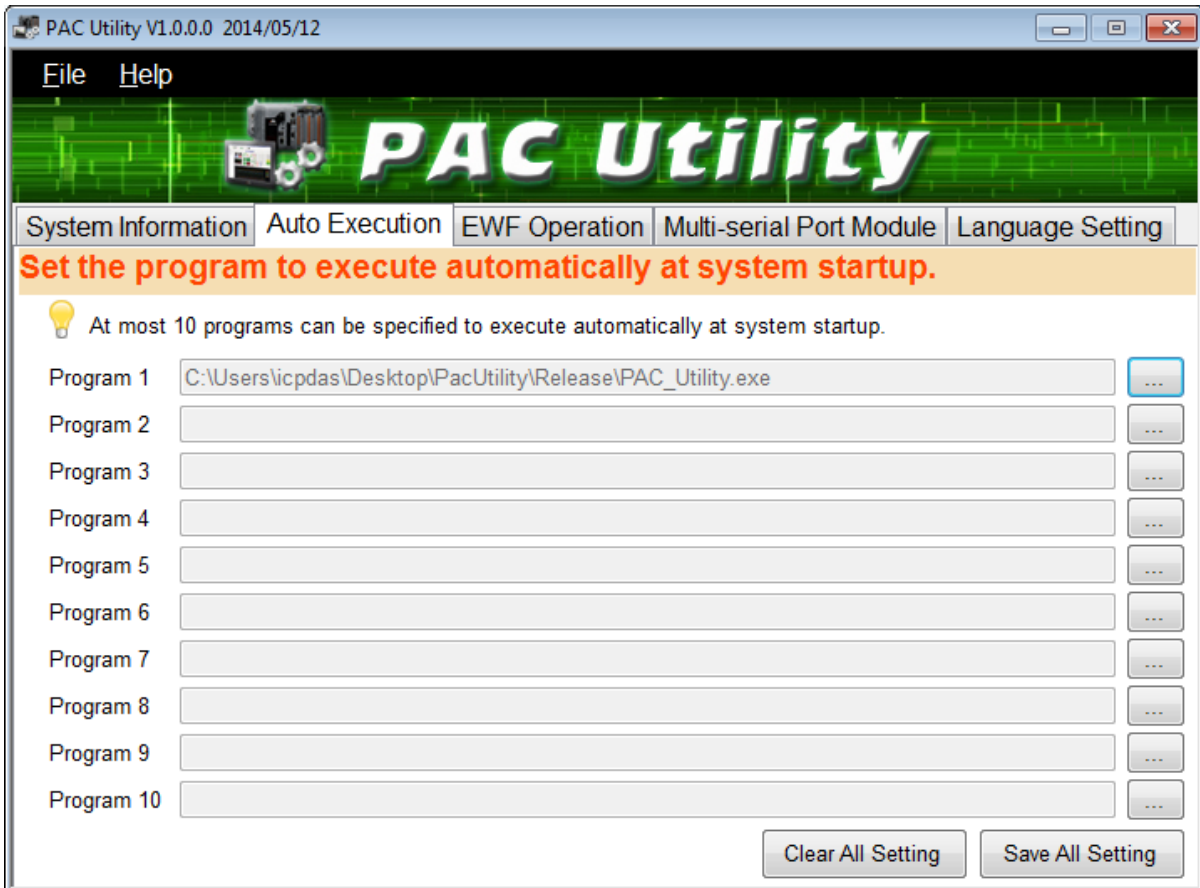 PAC Utility V1.0.0.0 2014/05/12
File Help
PAC Utility
System Information Auto Execution EWF Operation Multi-serial Port Module Language Setting
Set the program to execute automatically at system startup.
At most 10 programs can be specified to execute automatically at system startup.
Program 1 C:\Users\icpdas\Desktop\PacUtility\Release\PAC_Utility.exe ...
Program 2 ...
Program 3 ...
Program 4 ...
Program 5 ...
Program 6 ...
Program 7 ...
Program 8 ...
Program 9 ...
Program 10 ...
Clear All Setting Save All Setting